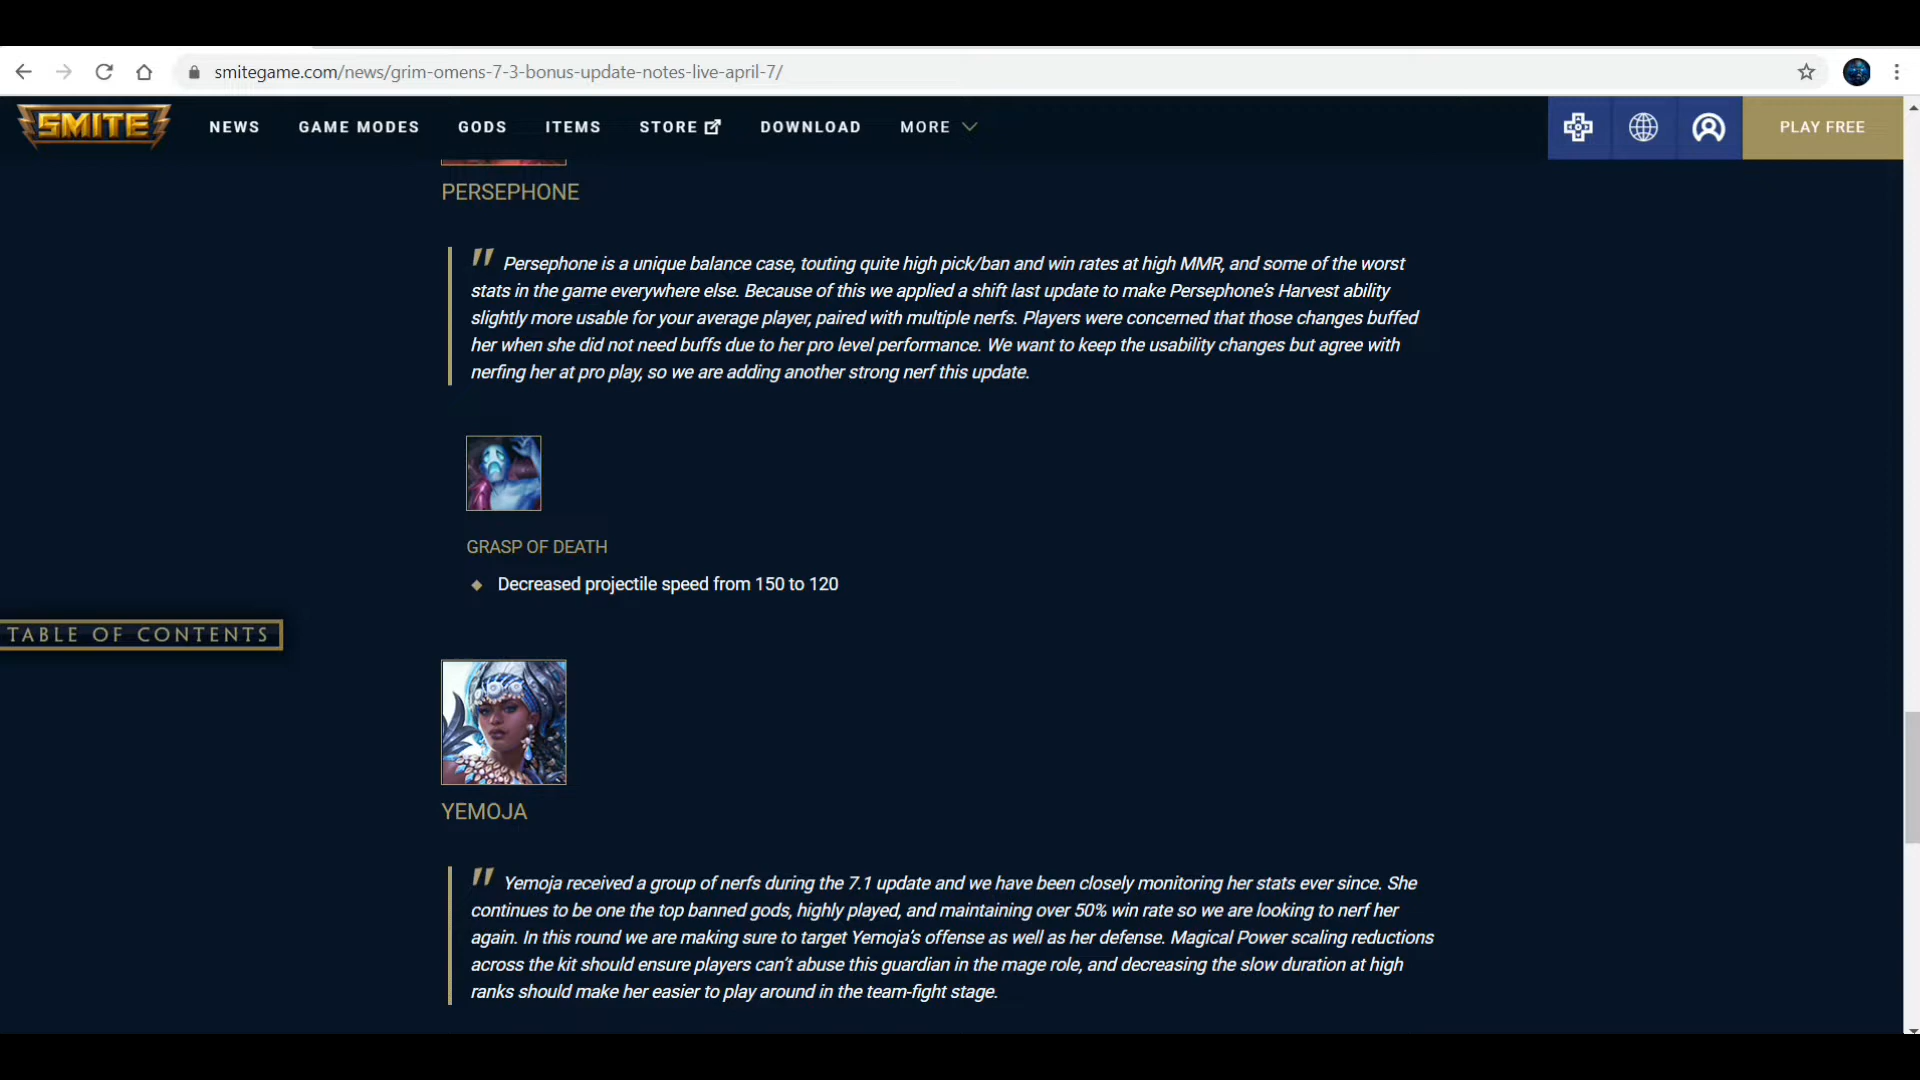 smitegame.com/news/grim-omens-7-3-bonus-update-notes-live-april-7/
SMITE NEWS GAME MODES GODS ITEMS STORE DOWNLOAD MORE PLAY FREE
PERSEPHONE
" Persephone is a unique balance case, touting quite high pick/ban and win rates at high MMR, and some of the worst
stats in the game everywhere else. Because of this we applied a shift last update to make Persephone's Harvest ability
slightly more usable for your average player, paired with multiple nerfs. Players were concerned that those changes buffed
her when she did not need buffs due to her pro level performance. We want to keep the usability changes but agree with
nerfing her at pro play, so we are adding another strong nerf this update.
GRASP OF DEATH
Decreased projectile speed from 150 to 120
TABLE OF CONTENTS
YEMOJA
" Yemoja received a group of nerfs during the 7.1 update and we have been closely monitoring her stats ever since. She
continues to be one the top banned gods, highly played, and maintaining over 50% win rate so we are looking to nerf her
again. In this round we are making sure to target Yemoja's offense as well as her defense. Magical Power scaling reductions
across the kit should ensure players can't abuse this guardian in the mage role, and decreasing the slow duration at high
ranks should make her easier to play around in the team-fight stage.